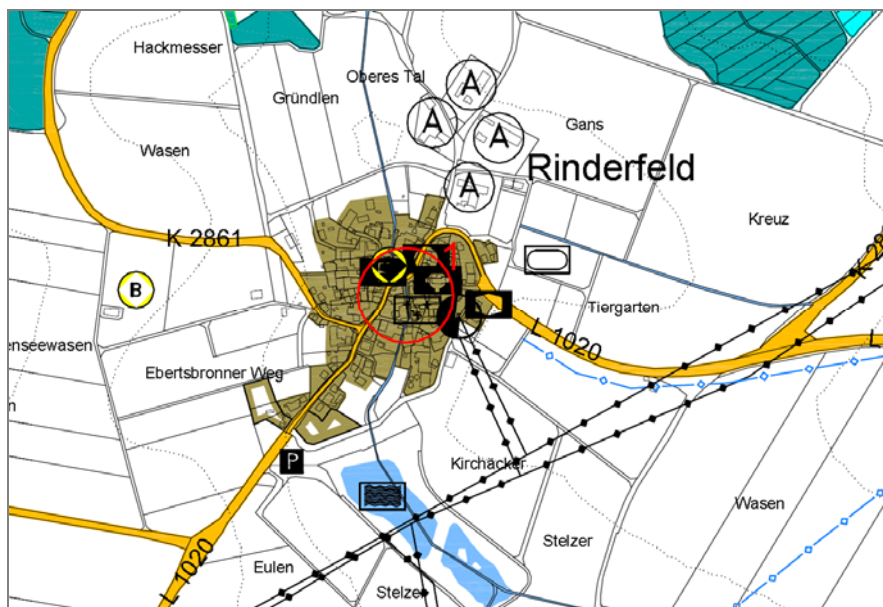 Hackmesser
Oberes Tal
Gründlen
A
A
A
Gans
Wasen
Rinderfeld
A
Kreuz
K 2861
1
B
Tiergarten
enseewasen
L 1020
L
Ebertsbronner Weg
P
Kirchäcker
Wasen
Stelzer
L 1020
Eulen
Stelzer